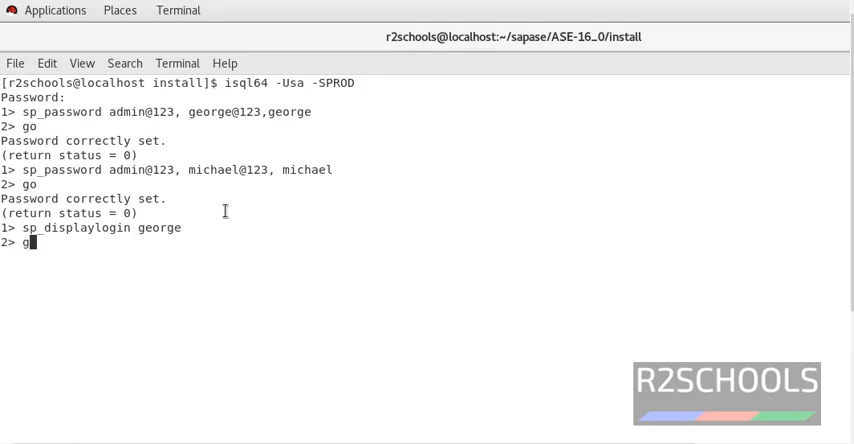 Applications Places Terminal
r2schools@localhost:~/sapase/ASE-16_0/install
File Edit View Search Terminal Help
[r2schools@localhost install]$ isql64 -Usa -SPROD
Password:
1> sp_password admin@123, george@123,george
2> go
Password correctly set.
(return status = 0)
1> sp_password admin@123, michael@123, michael
2> go
Password correctly set.
(return status = 0)
1> sp_displaylogin george
2> g
R2SCHOOLS